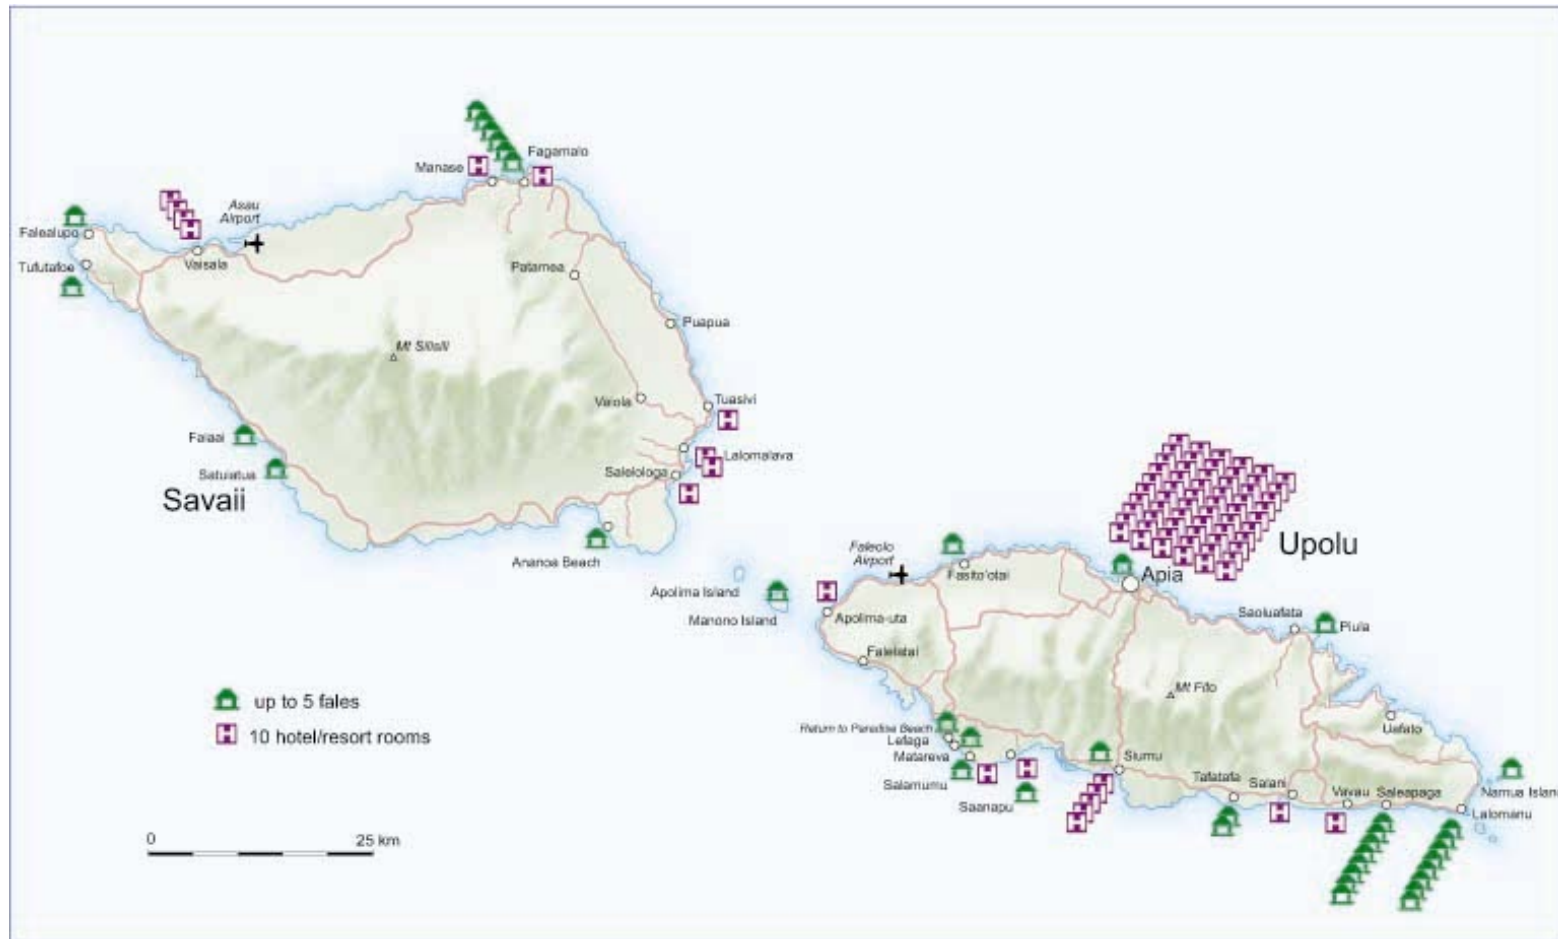 Fagamalo
Manase
Asau
Airport
Falealupo
Vaisala
Tufutafoe
Patamea
Puapua
Mt Silisili
Vaiola
Tuasivi
Faiaai
Lalomalava
Satuiatua
Salelologa
Savaii
Upolu
Ananoa Beach
Faleolo
Airport
Fasito'otai
Apia
Apolima Island
Manono Island
Apolima-uta
Saoluafata
Piula
Falelatai
Mt Fito
up to 5 fales
10 hotel/resort rooms
Return to Paradise Beach
Lefaga
Matareva
Uafato
Siumu
Salamumu
Saanapu
Tafatafa
Salani
Vavau
Saleapaga
Namua Islan
Lalomanu
0
25 km